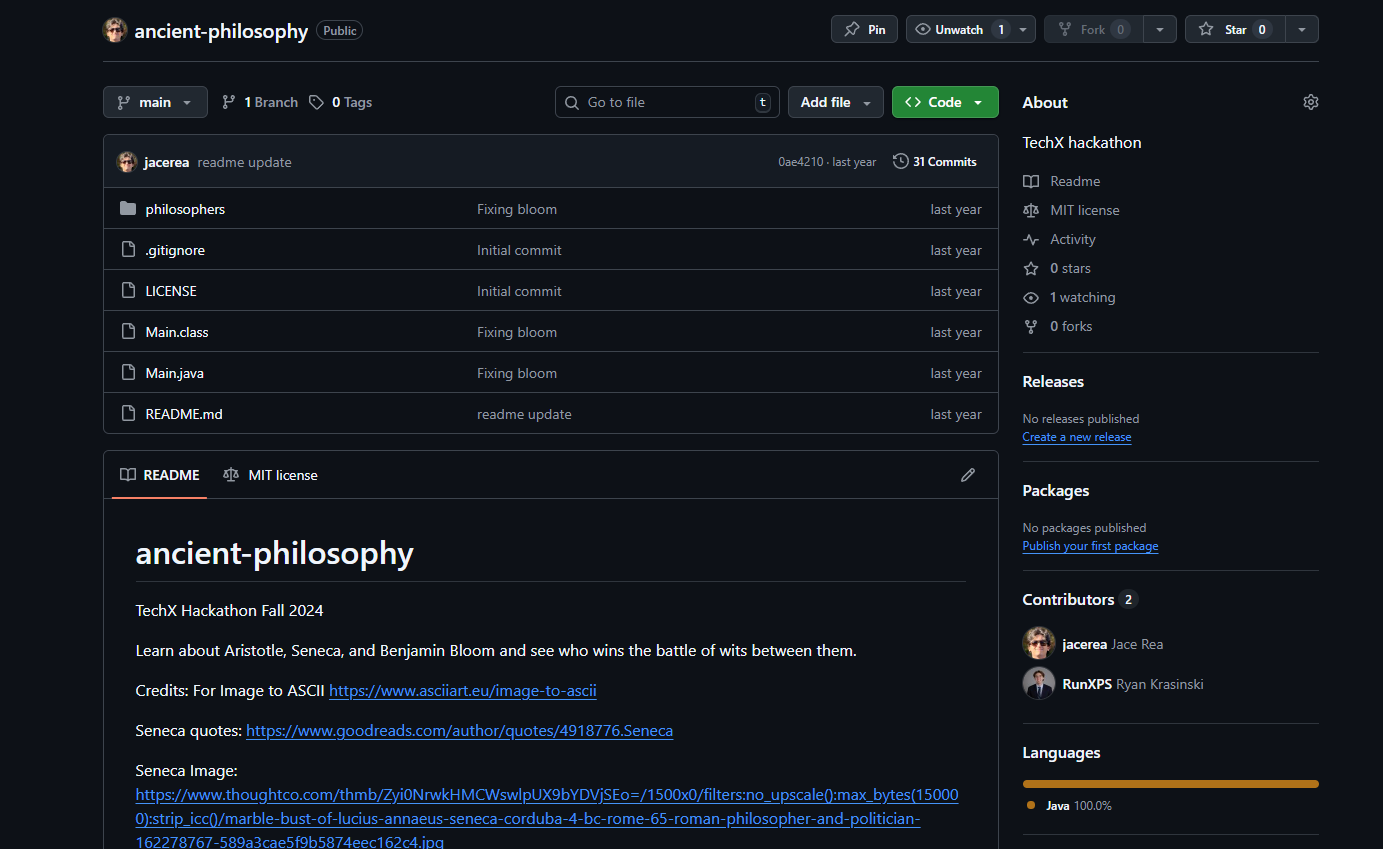 ancient-philosophy Public Pin Unwatch 1 Fork 0 Star 0
main 1 Branch 0 Tags Go to file t Add file Code
jacerea readme update 0ae4210 · last year 31 Commits
philosophers Fixing bloom last year
.gitignore Initial commit last year
LICENSE Initial commit last year
Main.class Fixing bloom last year
Main.java Fixing bloom last year
README.md readme update last year
README MIT license
ancient-philosophy
TechX Hackathon Fall 2024
Learn about Aristotle, Seneca, and Benjamin Bloom and see who wins the battle of wits between them.
Credits: For Image to ASCII https://www.asciiart.eu/image-to-ascii
Seneca quotes: https://www.goodreads.com/author/quotes/4918776.Seneca
Seneca Image:
https://www.thoughtco.com/thmb/Zyi0NrwkHMCWswlpUX9bYDVjSEo=/1500x0/filters:no_upscale():max_bytes(15000
0):strip_icc()/marble-bust-of-lucius-annaeus-seneca-corduba-4-bc-rome-65-roman-philosopher-and-politician-
162278767-589a3cae5f9b5874eec162c4.jpg
About
TechX hackathon
Readme
MIT license
Activity
0 stars
1 watching
0 forks
Releases
No releases published
Create a new release
Packages
No packages published
Publish your first package
Contributors 2
jacerea Jace Rea
RunXPS Ryan Krasinski
Languages
Java 100.0%